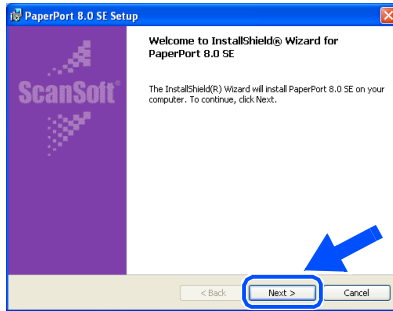 PaperPort 8.0 SE Setup
Welcome to InstallShield® Wizard for
PaperPort 8.0 SE
ScanSoft®
The InstallShield(R) Wizard will install PaperPort 8.0 SE on your
computer. To continue, click Next.
< Back
Next >
Cancel